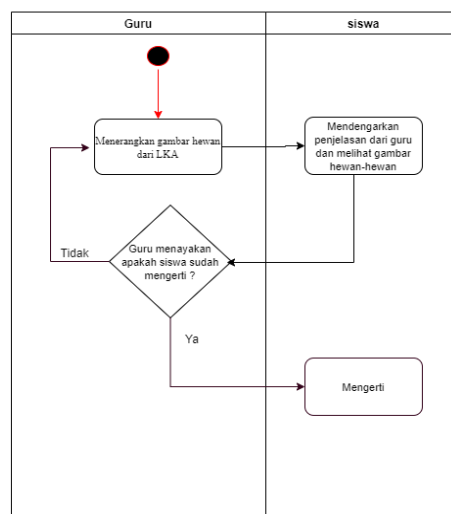 Guru
siswa
Menerangkan gambar hewan
dari LKA
Mendengarkan
penjelasan dari guru
dan melihat gambar
hewan-hewan
Tidak
Guru menayakan
apakah siswa sudah
mengerti ?
Ya
Mengerti